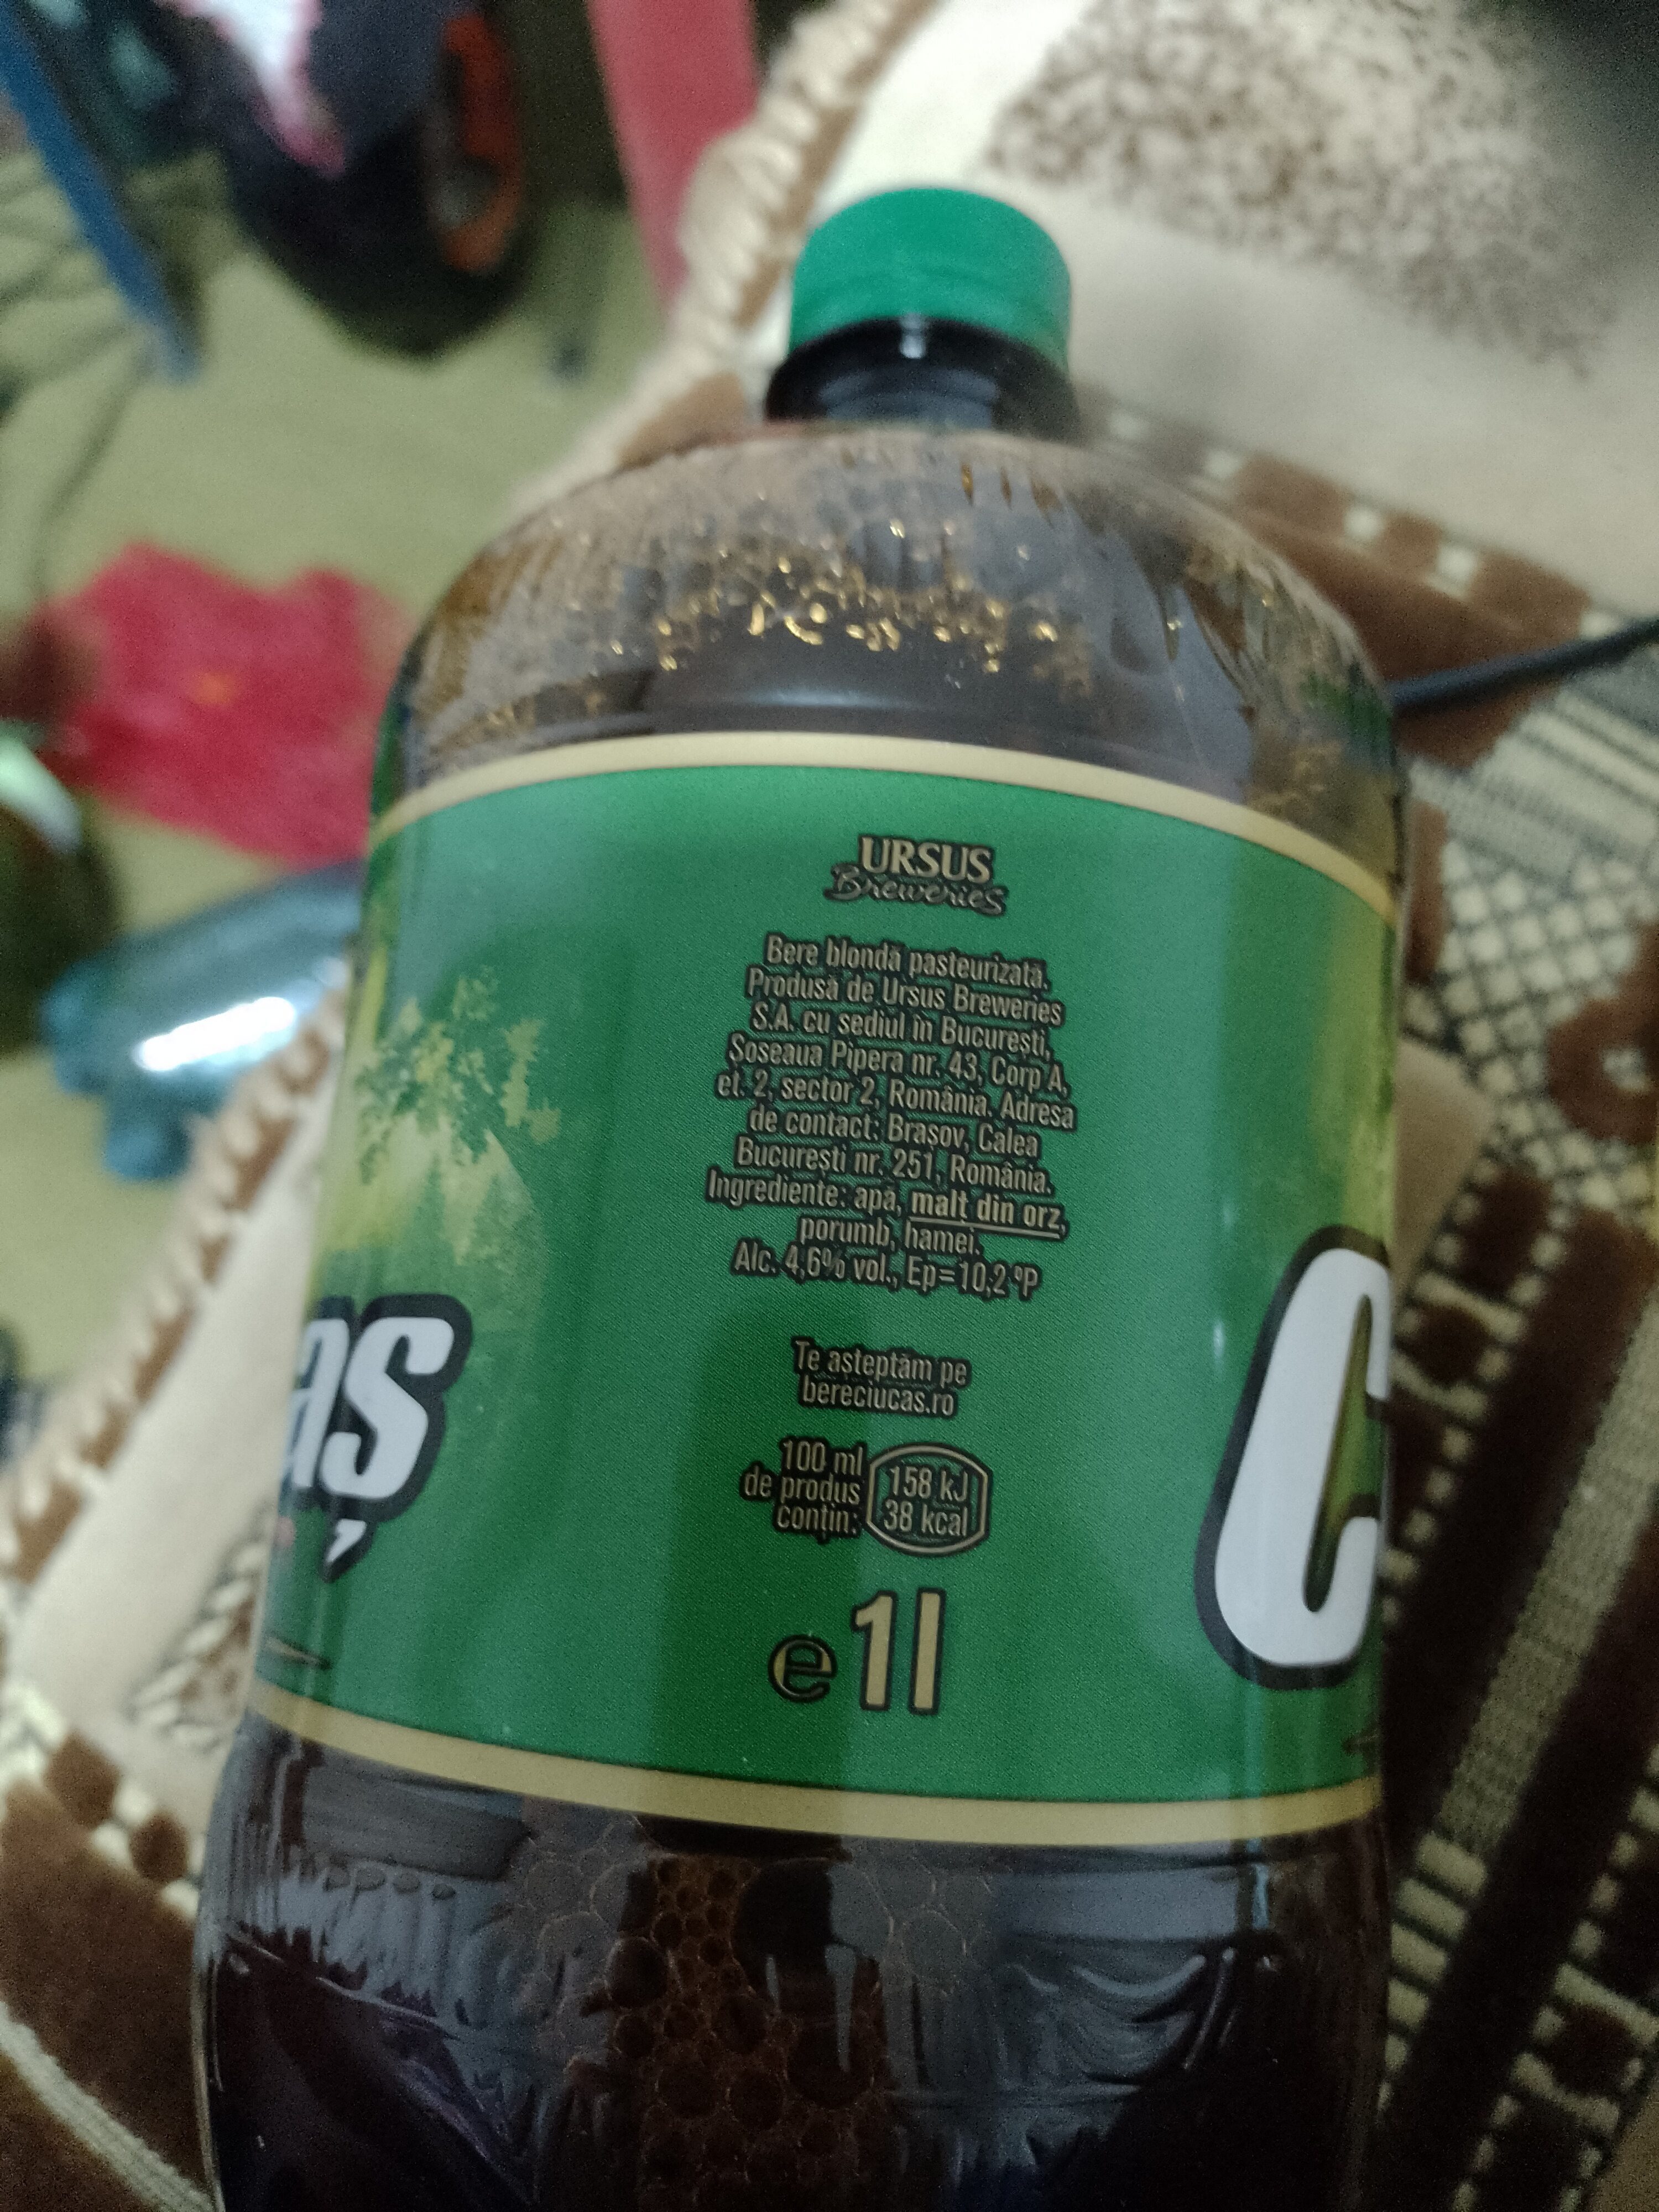 URSUS
Breweries
Bere blondă pasteurizată.
Produsă de Ursus Breweries
S.A. cu sediul în București,
Șoseaua Pipera nr. 43, Corp A,
et. 2, sector 2, România. Adresa
de contact: Brașov, Calea
București nr. 251, România.
Ingrediente: apă, malț din orz,
porumb, hamei.
Alc. 4,6% vol., Ep=10,2 ºP
Te așteptăm pe
bereciucas.ro
100 ml
de produs
conțin:
158 kJ
38 kcal
e 1l
aș
C